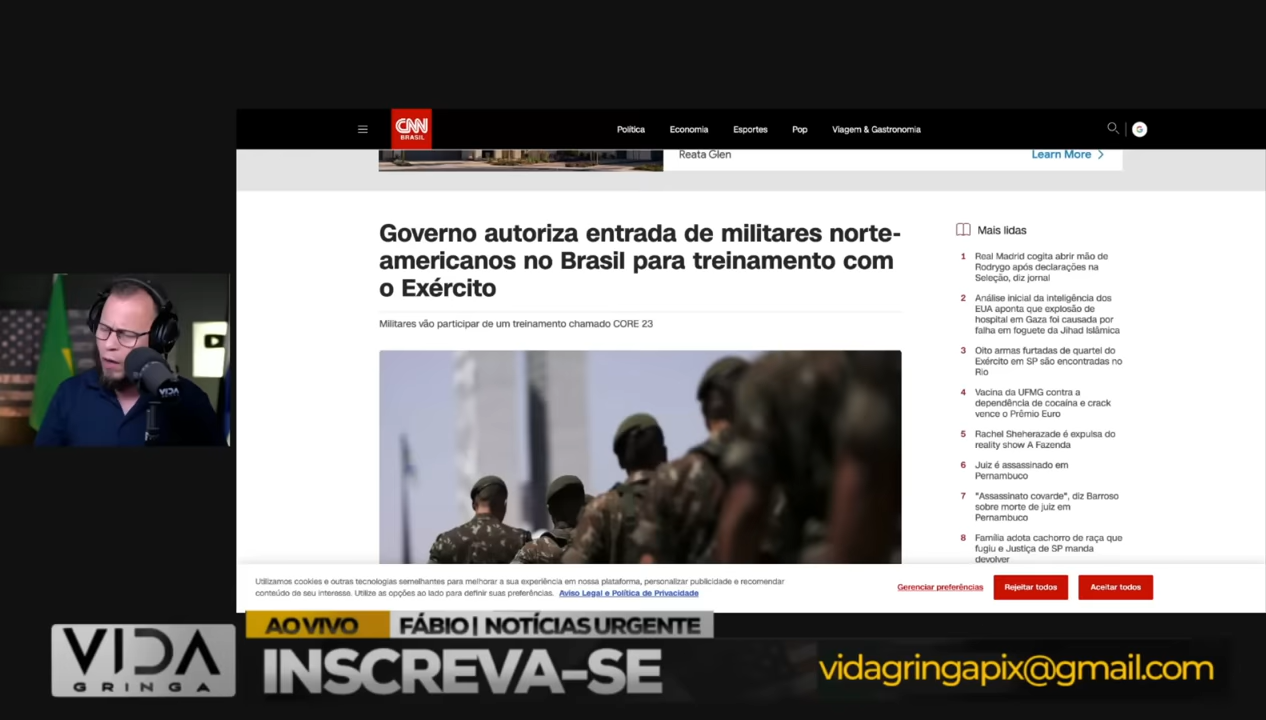 CNN
BRASIL
Política
Economia
Esportes
Pop
Viagem & Gastronomia
G
Reata Glen
Learn More
Governo autoriza entrada de militares norte-
americanos no Brasil para treinamento com
o Exército
Militares vão participar de um treinamento chamado CORE 23
Mais lidas
1 Real Madrid cogita abrir mão de
Rodrygo após declarações na
Seleção, diz jornal
2 Análise inicial da inteligência dos
EUA aponta que explosão de
hospital em Gaza foi causada por
falha em foguete da Jihad Islâmica
3 Oito armas furtadas de quartel do
Exército em SP são encontradas no
Rio
4 Vacina da UFMG contra a
dependência de cocaína e crack
vence o Prêmio Euro
5 Rachel Sheherazade é expulsa do
reality show A Fazenda
6 Juiz é assassinado em
Pernambuco
7 "Assassinato covarde", diz Barroso
sobre morte de juiz em
Pernambuco
8 Família adota cachorro de raça que
fugiu e Justiça de SP manda
devolver
VIDA
Utilizamos cookies e outras tecnologias semelhantes para melhorar a sua experiência em nossa plataforma, personalizar publicidade e recomendar
conteúdo de seu interesse. Utilize as opções ao lado para definir suas preferências. Aviso Legal e Política de Privacidade
Gerenciar preferências
Rejeitar todos
Aceitar todos
AO VIVO
FÁBIO | NOTÍCIAS URGENTE
VIDA
GRINGA
INSCREVA-SE
vidagringapix@gmail.com